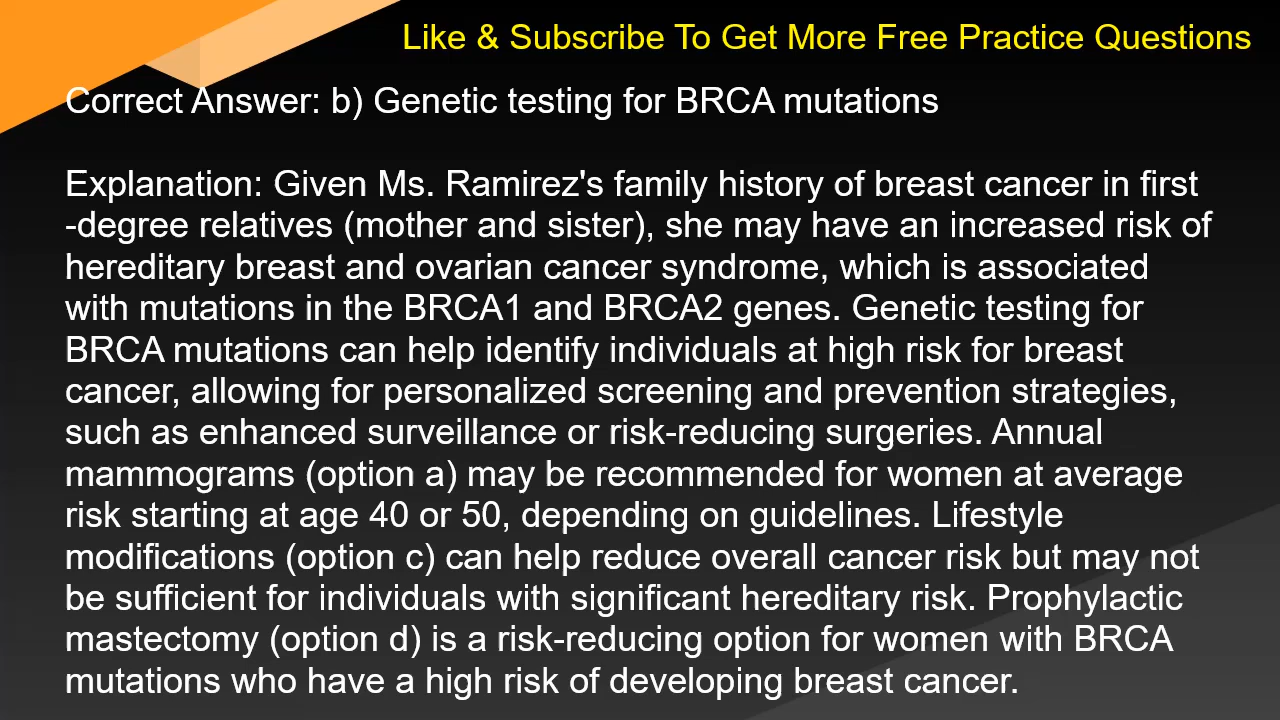 Like & Subscribe To Get More Free Practice Questions
Correct Answer: b) Genetic testing for BRCA mutations
Explanation: Given Ms. Ramirez's family history of breast cancer in first
-degree relatives (mother and sister), she may have an increased risk of
hereditary breast and ovarian cancer syndrome, which is associated
with mutations in the BRCA1 and BRCA2 genes. Genetic testing for
BRCA mutations can help identify individuals at high risk for breast
cancer, allowing for personalized screening and prevention strategies,
such as enhanced surveillance or risk-reducing surgeries. Annual
mammograms (option a) may be recommended for women at average
risk starting at age 40 or 50, depending on guidelines. Lifestyle
modifications (option c) can help reduce overall cancer risk but may not
be sufficient for individuals with significant hereditary risk. Prophylactic
mastectomy (option d) is a risk-reducing option for women with BRCA
mutations who have a high risk of developing breast cancer.